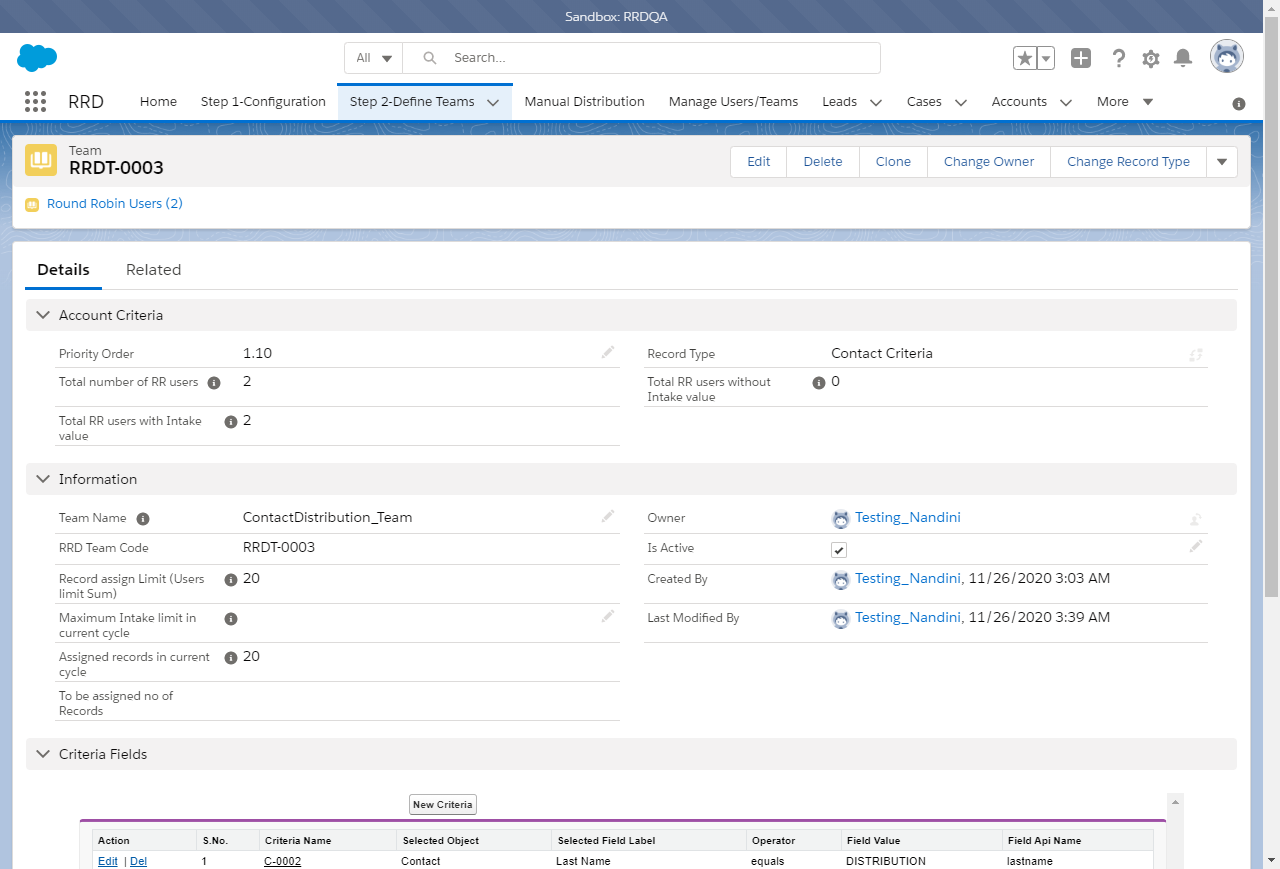 Sandbox: RRDQA
All Search...
RRD Home Step 1-Configuration Step 2-Define Teams Manual Distribution Manage Users/Teams Leads Cases Accounts More
Team
RRDT-0003
Edit Delete Clone Change Owner Change Record Type
Round Robin Users (2)
Details Related
Account Criteria
Priority Order 1.10 Record Type Contact Criteria
Total number of RR users 2 Total RR users without Intake value 0
Total RR users with Intake value 2
Information
Team Name ContactDistribution_Team Owner Testing_Nandini
RRD Team Code RRDT-0003 Is Active
Record assign Limit (Users limit Sum) 20 Created By Testing_Nandini, 11/26/2020 3:03 AM
Maximum Intake limit in current cycle Last Modified By Testing_Nandini, 11/26/2020 3:39 AM
Assigned records in current cycle 20
To be assigned no of Records
Criteria Fields
New Criteria
Action S.No. Criteria Name Selected Object Selected Field Label Operator Field Value Field Api Name
Edit | Del 1 C-0002 Contact Last Name equals DISTRIBUTION lastname